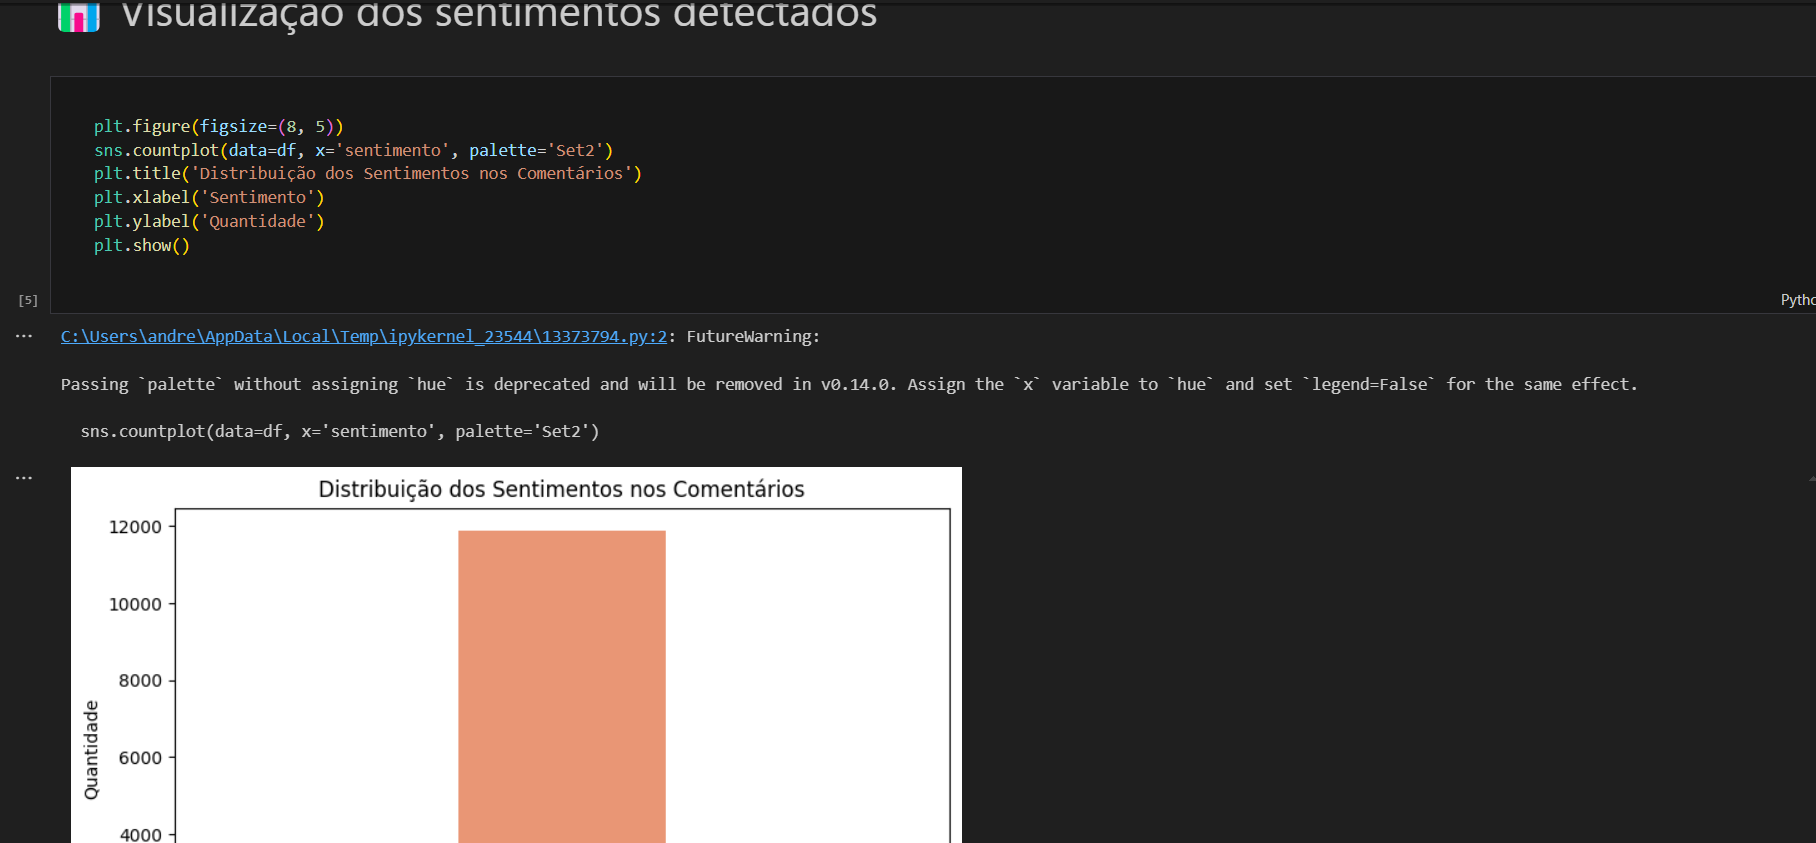 Visualização dos sentimentos detectados
plt.figure(figsize=(8, 5))
sns.countplot(data=df, x='sentimento', palette='Set2')
plt.title('Distribuição dos Sentimentos nos Comentários')
plt.xlabel('Sentimento')
plt.ylabel('Quantidade')
plt.show()
[5]
Pytho
C:\Users\andre\AppData\Local\Temp\ipykernel_23544\13373794.py:2: FutureWarning:
Passing `palette` without assigning `hue` is deprecated and will be removed in v0.14.0. Assign the `x` variable to `hue` and set `legend=False` for the same effect.
sns.countplot(data=df, x='sentimento', palette='Set2')
Distribuição dos Sentimentos nos Comentários
12000
10000
8000
6000
4000
Quantidade